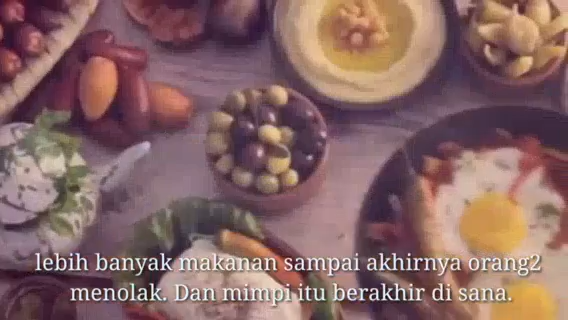 lebih banyak makanan sampai akhirnya orang2
menolak. Dan mimpi itu berakhir di sana.